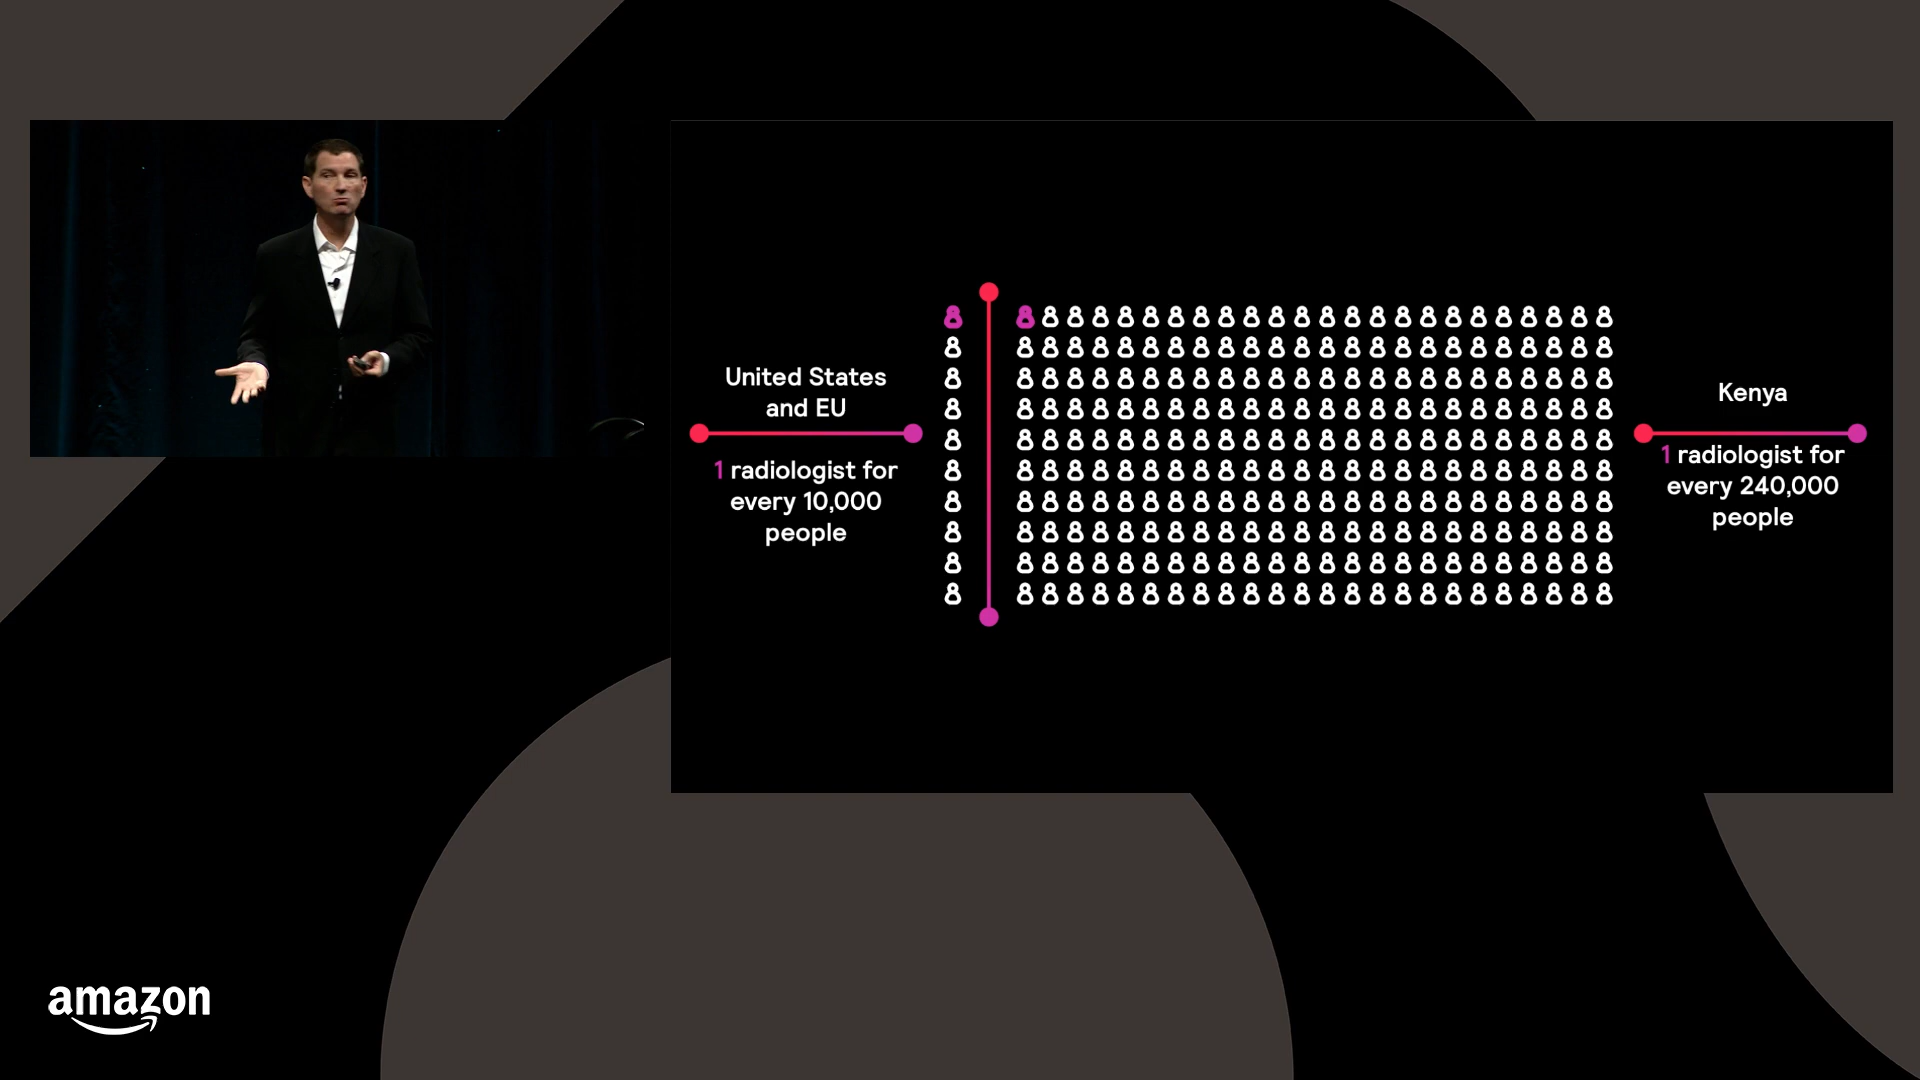 United States
and EU
1 radiologist for
every 10,000
people
Kenya
1 radiologist for
every 240,000
people
amazon